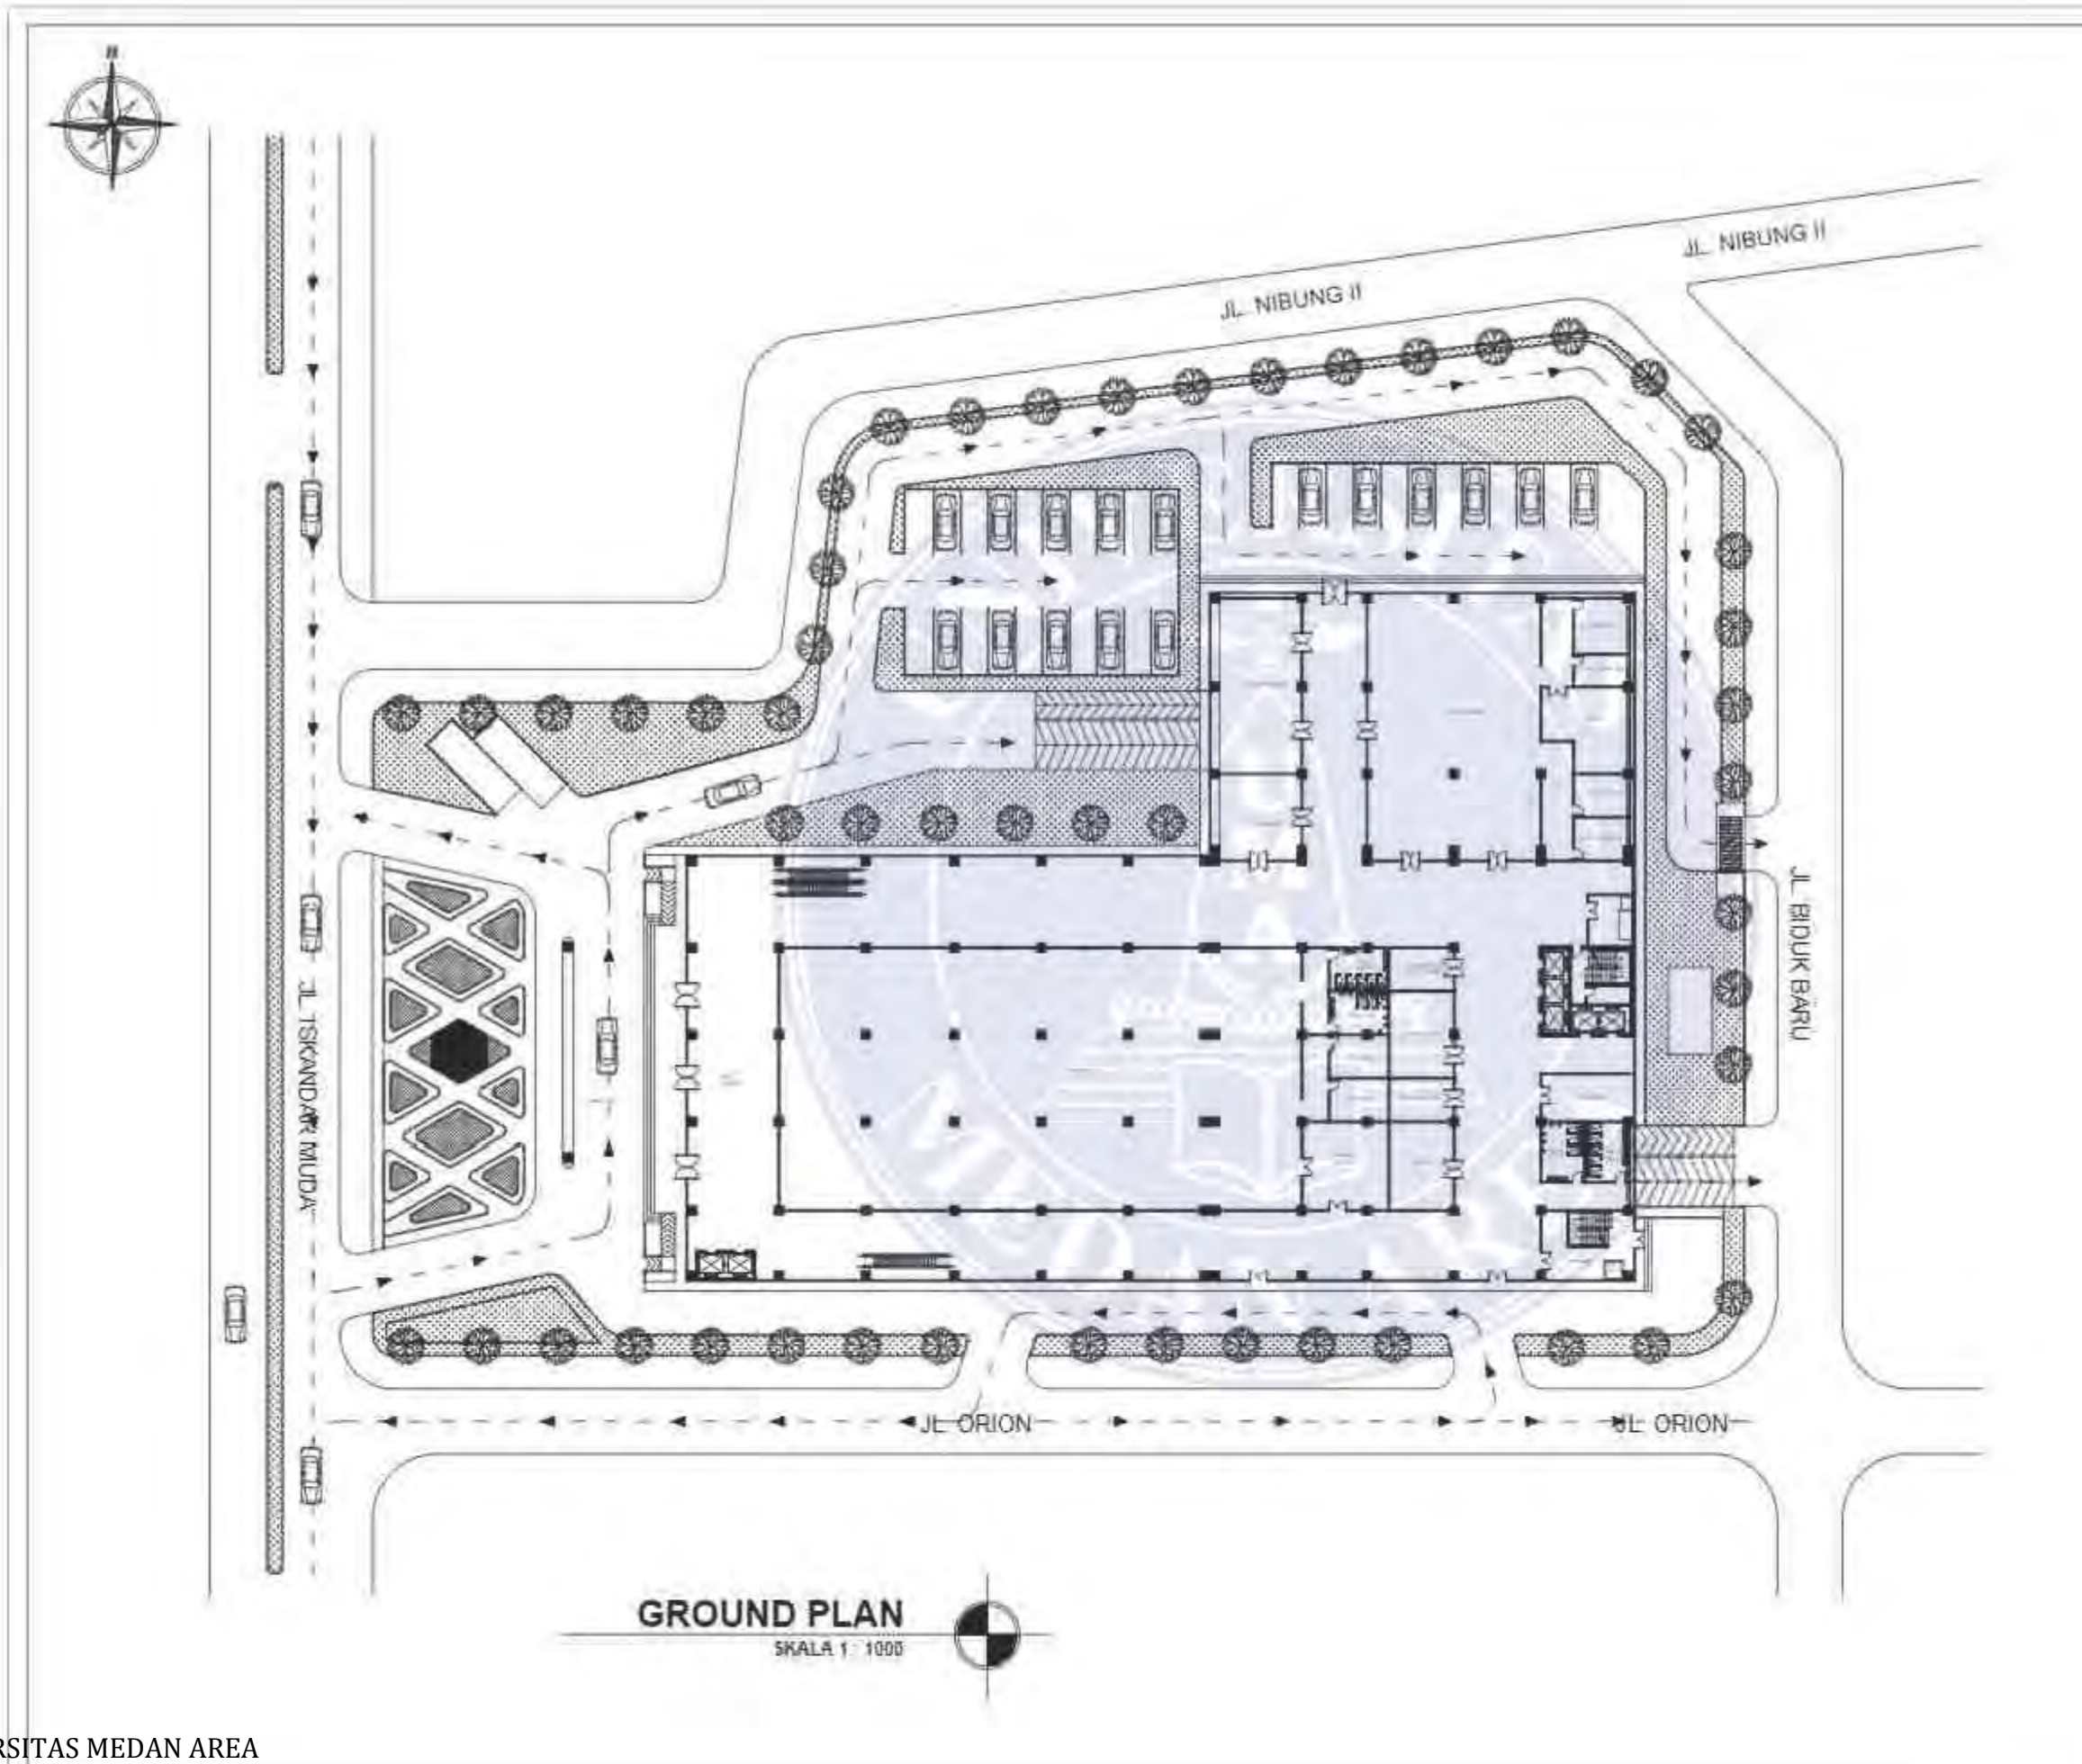 N
JL. NIBUNG II
JL. NIBUNG II
JL. ISKANDAR MUDA
JL. BIDUK BARU
JL. ORION
JL. ORION
GROUND PLAN
SKALA 1 : 1000
RSITAS MEDAN AREA